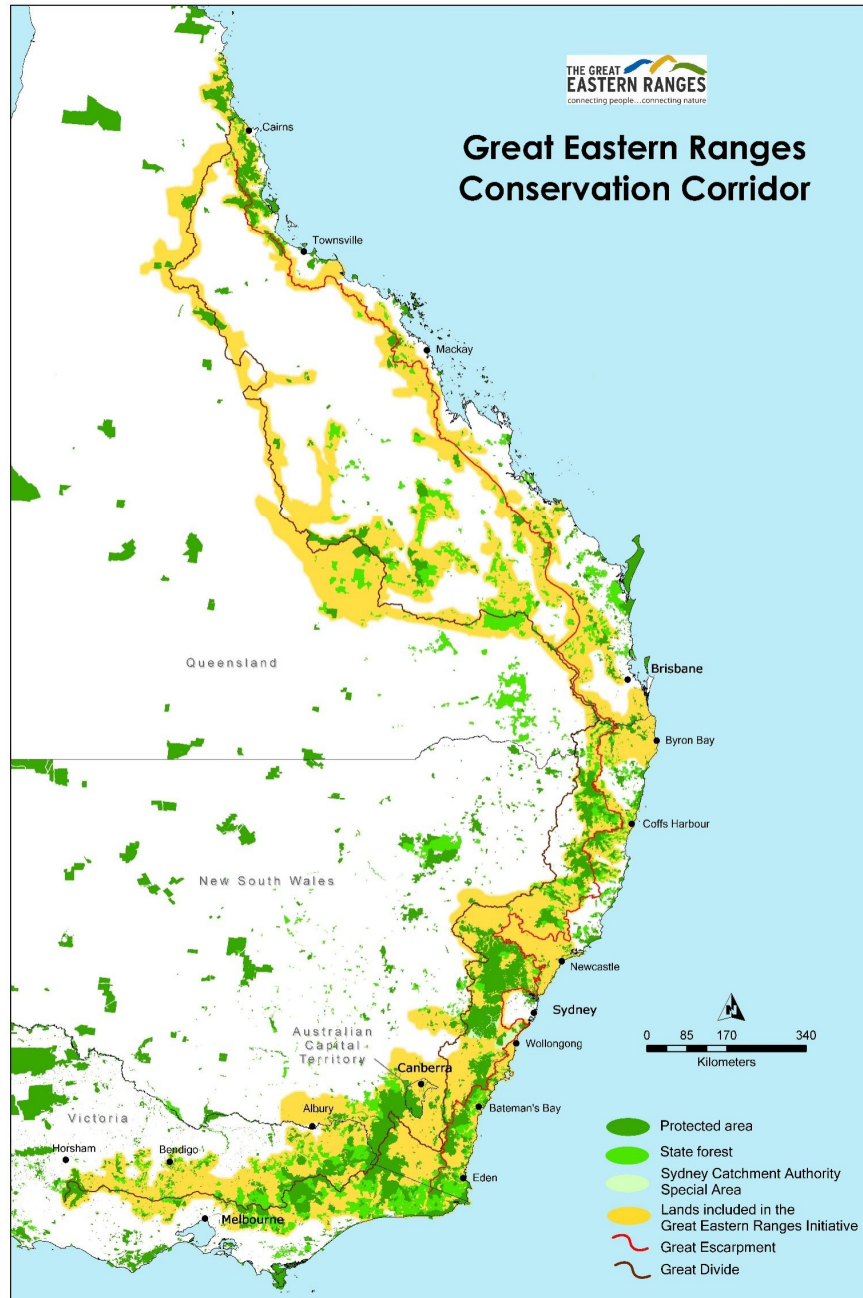 THE GREAT
EASTERN RANGES
connecting people...connecting nature
Great Eastern Ranges
Conservation Corridor
Cairns
Townsville
Mackay
Queensland
Brisbane
Byron Bay
Coffs Harbour
New South Wales
Newcastle
Sydney
Australian
Capital
Territory
Wollongong
Canberra
N
0 85 170 340
Kilometers
Albury
Bateman's Bay
Victoria
Horsham
Bendigo
Eden
Melbourne
Protected area
State forest
Sydney Catchment Authority
Special Area
Lands included in the
Great Eastern Ranges Initiative
Great Escarpment
Great Divide